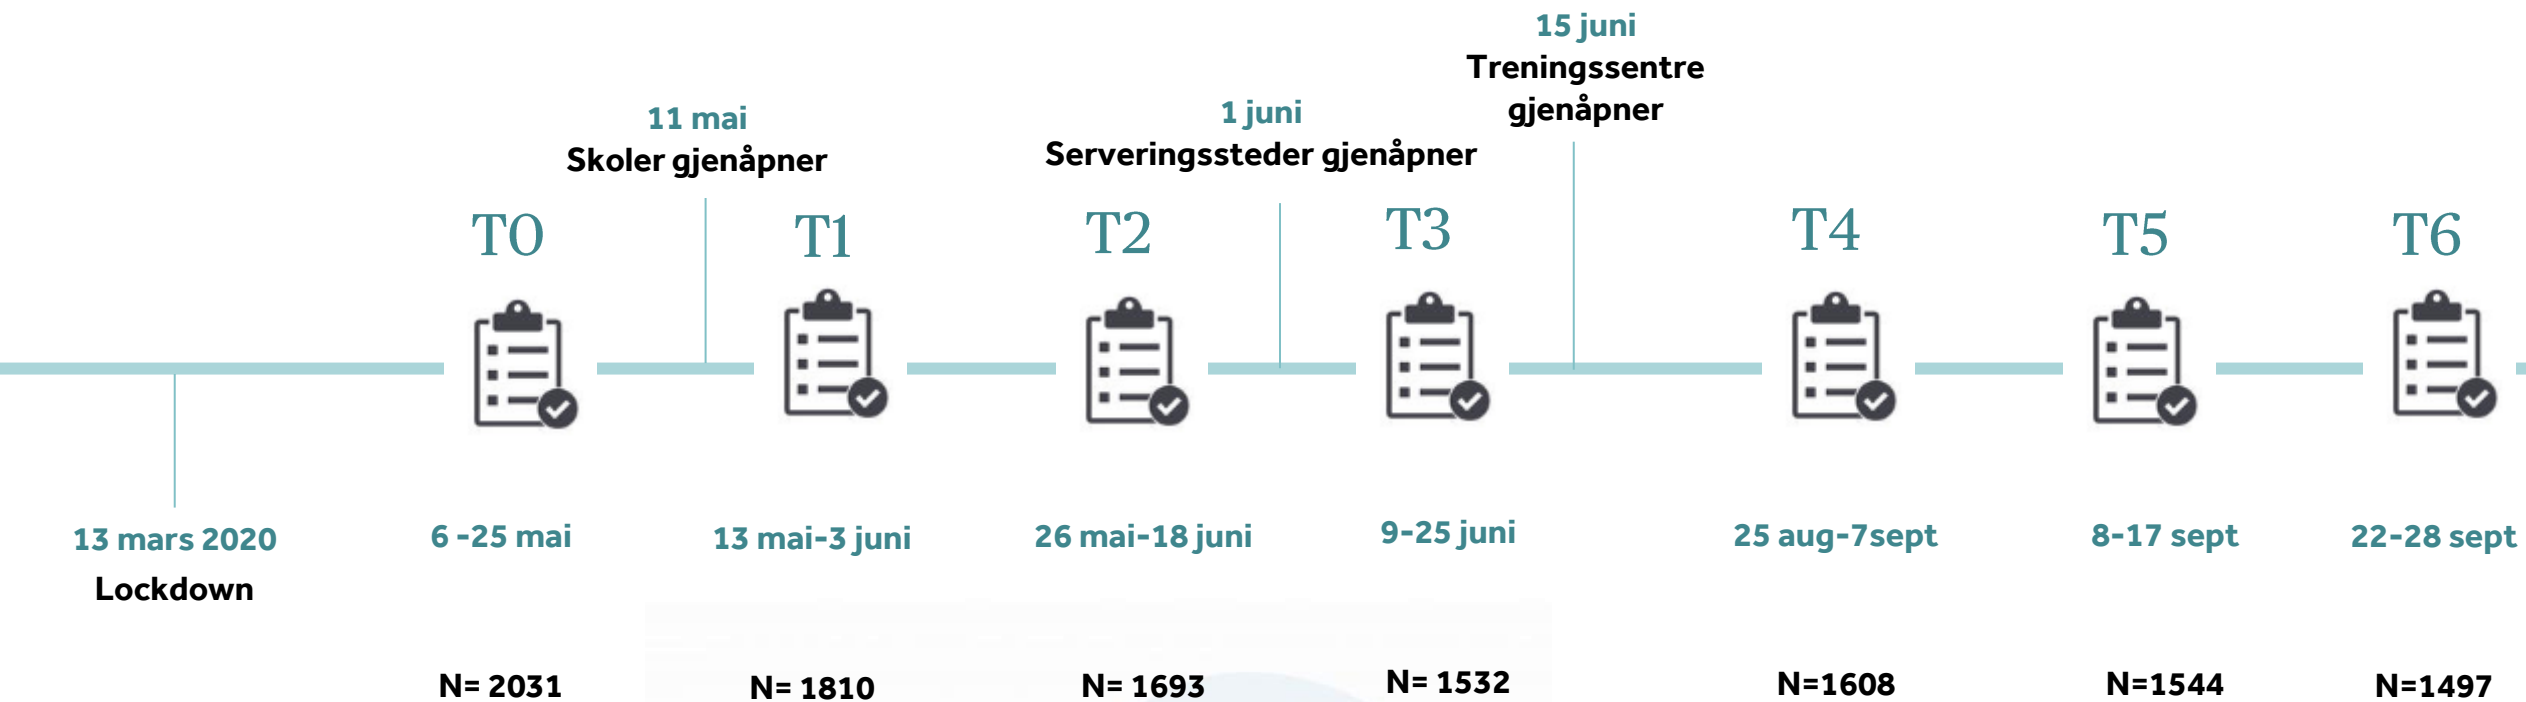 15 juni
Treningssentre
gjenåpner
11 mai
Skoler gjenåpner
1 juni
Serveringssteder gjenåpner
T0
T1
T2
T3
T4
T5
T6
13 mars 2020
Lockdown
6 -25 mai
13 mai-3 juni
26 mai-18 juni
9-25 juni
25 aug-7sept
8-17 sept
22-28 sept
N= 2031
N= 1810
N= 1693
N= 1532
N=1608
N=1544
N=1497